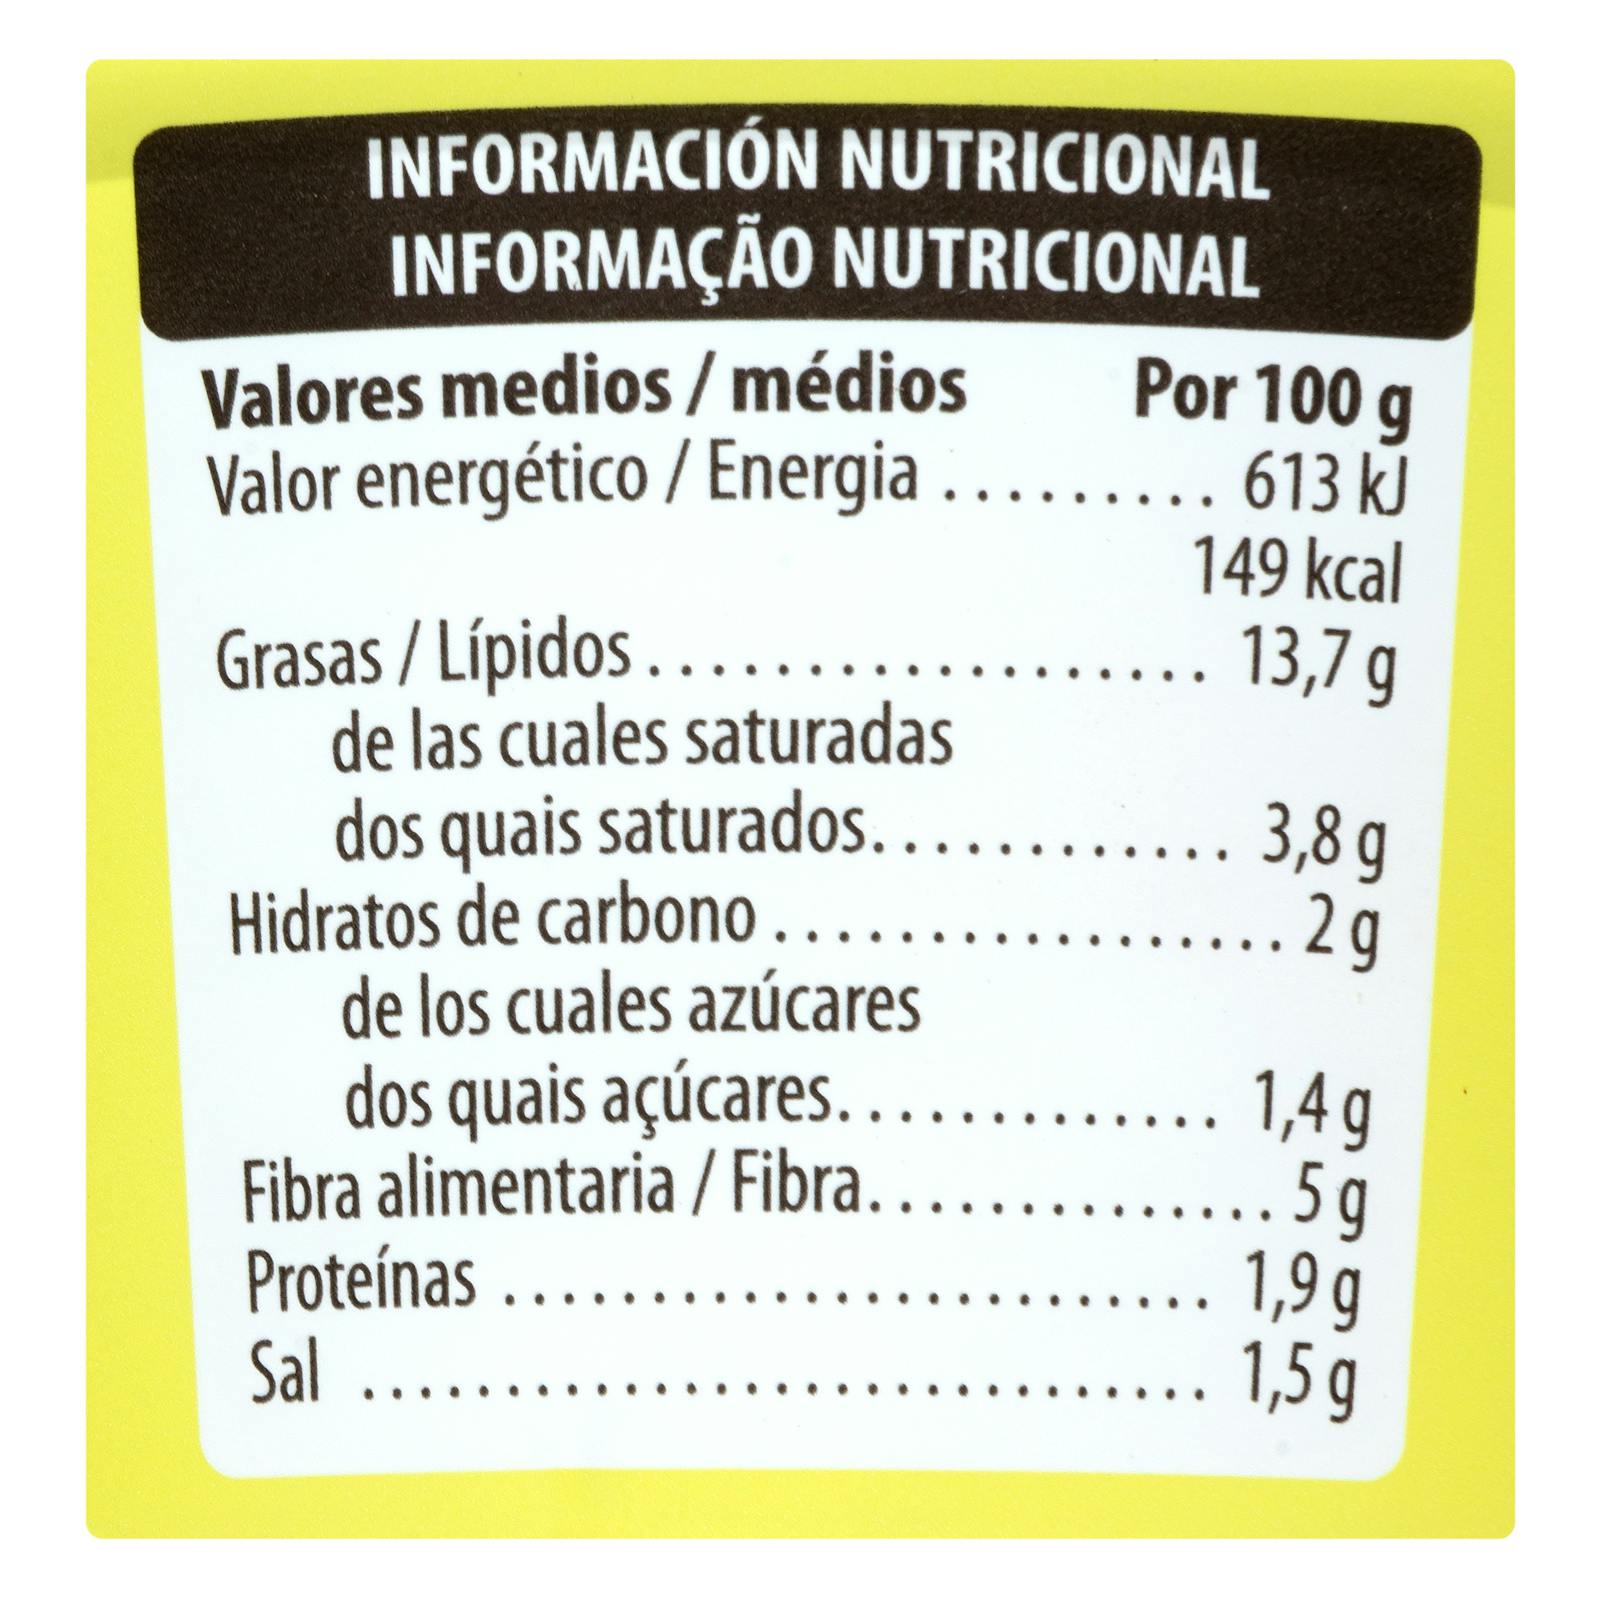 INFORMACIÓN NUTRICIONAL
INFORMAÇÃO NUTRICIONAL
Valores medios / médios Por 100 g
Valor energético / Energia ......... 613 kJ
149 kcal
Grasas / Lípidos................... 13,7 g
de las cuales saturadas
dos quais saturados............. 3,8 g
Hidratos de carbono ................. 2 g
de los cuales azúcares
dos quais açúcares............. 1,4 g
Fibra alimentaria / Fibra.............. 5 g
Proteínas ........................ 1,9 g
Sal ............................. 1,5 g